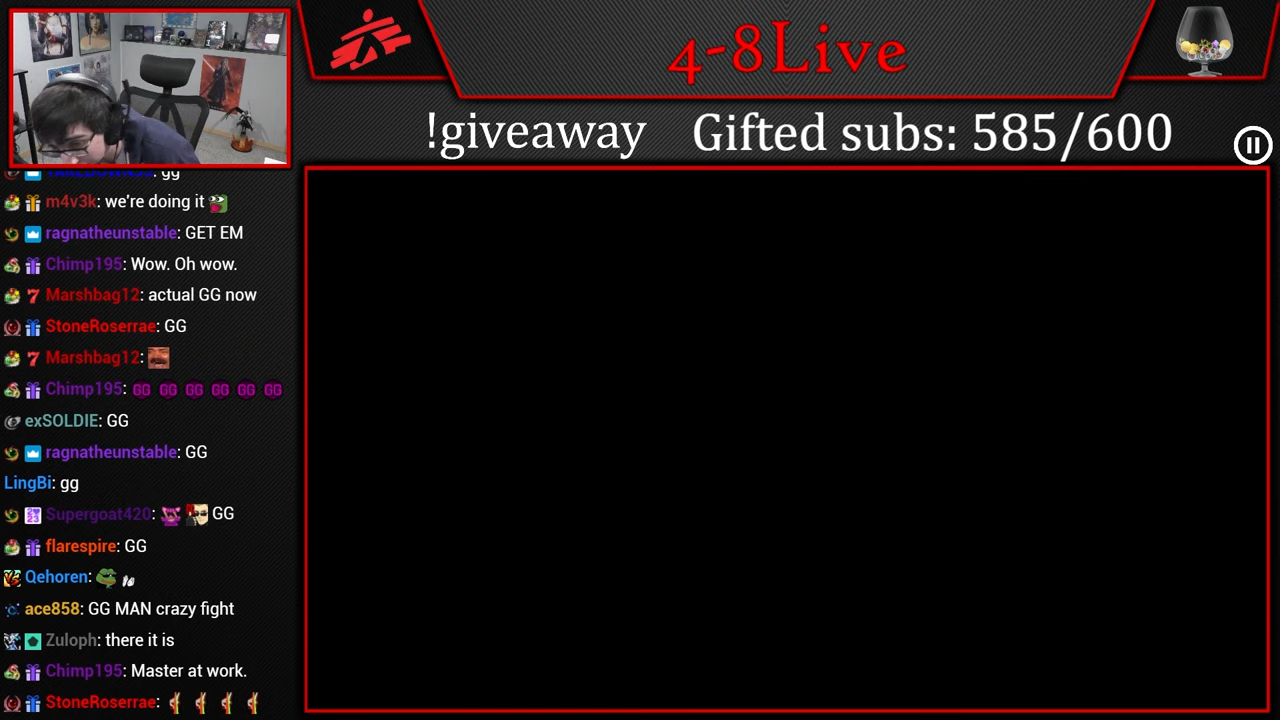 4-8Live
!giveaway Gifted subs: 585/600
: gg
m4v3k: we're doing it
ragnatheunstable: GET EM
Chimp195: Wow. Oh wow.
Marshbag12: actual GG now
StoneRoserrae: GG
Marshbag12:
Chimp195: GG GG GG GG GG GG
exSOLDIE: GG
ragnatheunstable: GG
LingBi: gg
Supergoat420: GG
flarespire: GG
Qehoren:
ace858: GG MAN crazy fight
Zuloph: there it is
Chimp195: Master at work.
StoneRoserrae: